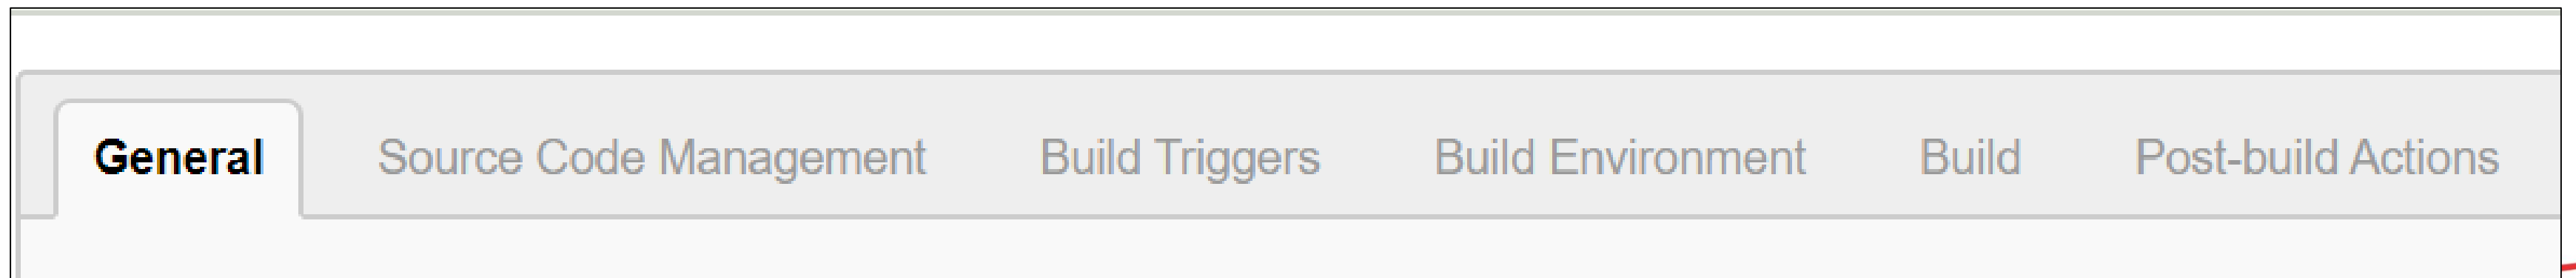 General Source Code Management Build Triggers Build Environment Build Post-build Actions